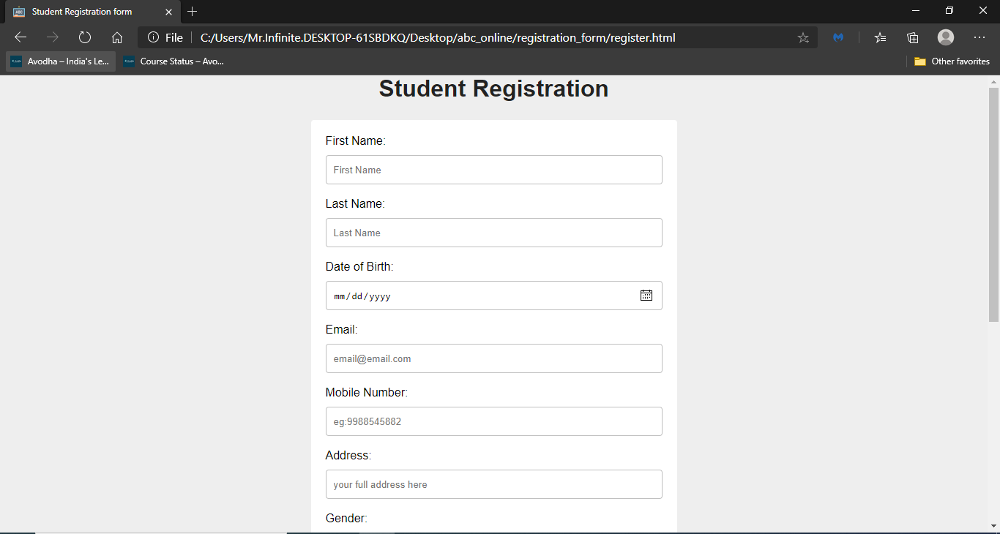 Student Registration form
File C:/Users/Mr.Infinite.DESKTOP-61SBDKQ/Desktop/abc_online/registration_form/register.html
Avodha – India's Le... Course Status – Avo... Other favorites
Student Registration
First Name:
First Name
Last Name:
Last Name
Date of Birth:
mm/dd/yyyy
Email:
email@email.com
Mobile Number:
eg:9988545882
Address:
your full address here
Gender: